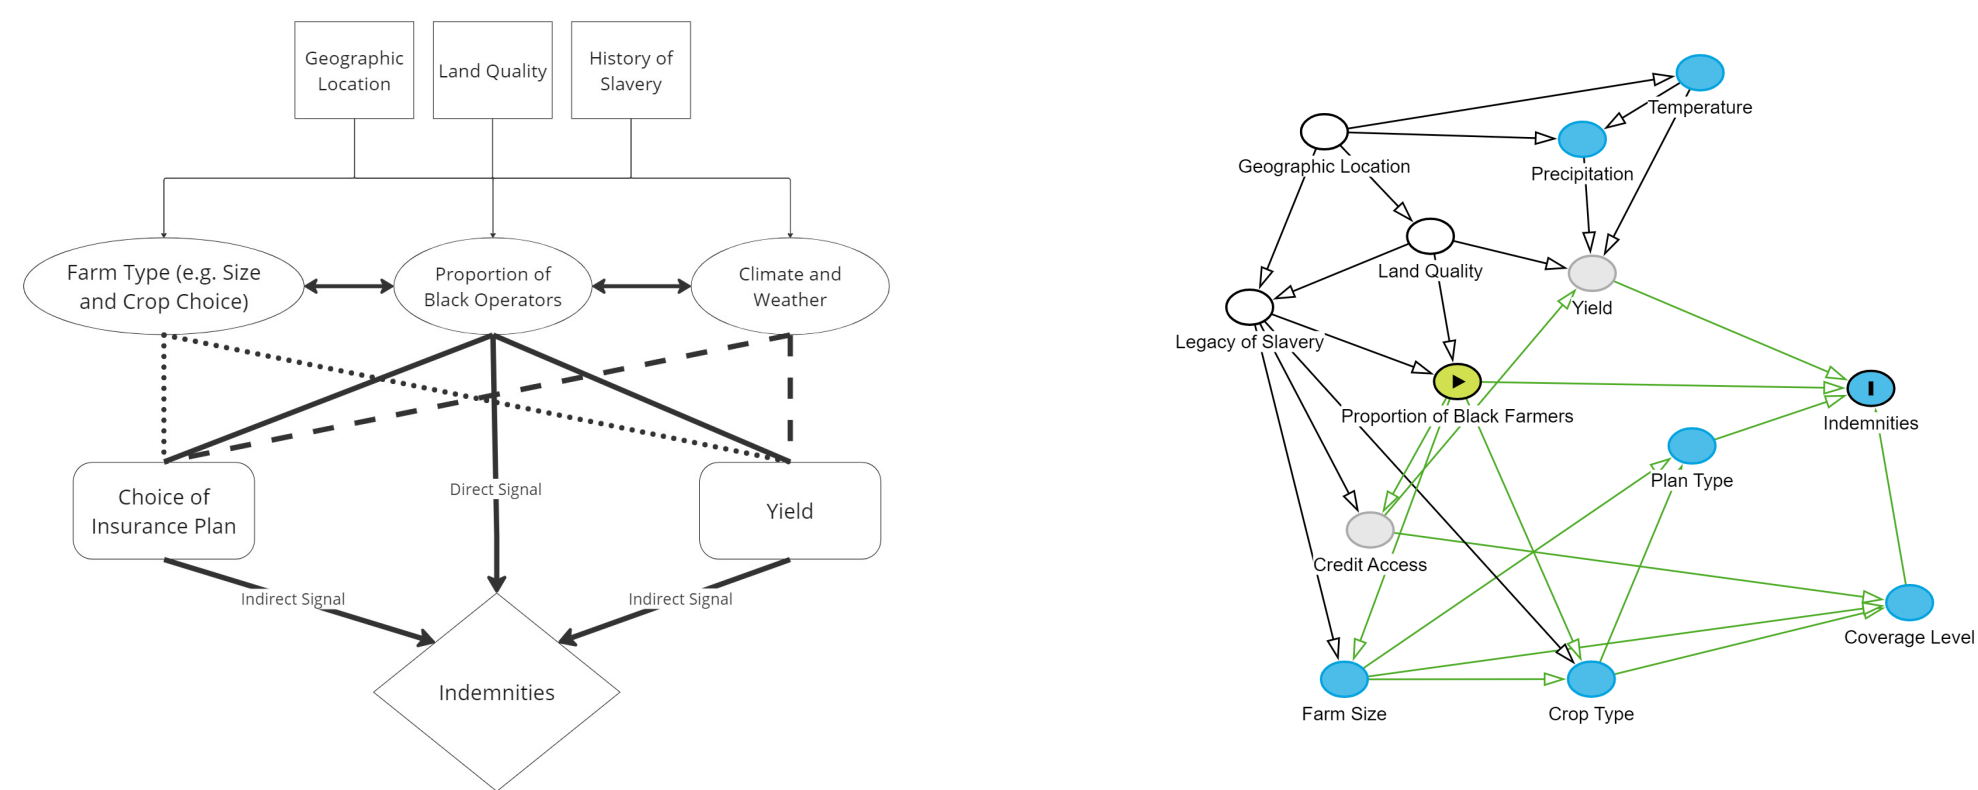 Geographic
Location
Land Quality
History of
Slavery
Farm Type (e.g. Size
and Crop Choice)
Proportion of
Black Operators
Climate and
Weather
Choice of
Insurance Plan
Direct Signal
Yield
Indirect Signal
Indirect Signal
Indemnities
Temperature
Geographic Location
Precipitation
Land Quality
Yield
Legacy of Slavery
Proportion of Black Farmers
Indemnities
Plan Type
Credit Access
Coverage Level
Farm Size
Crop Type